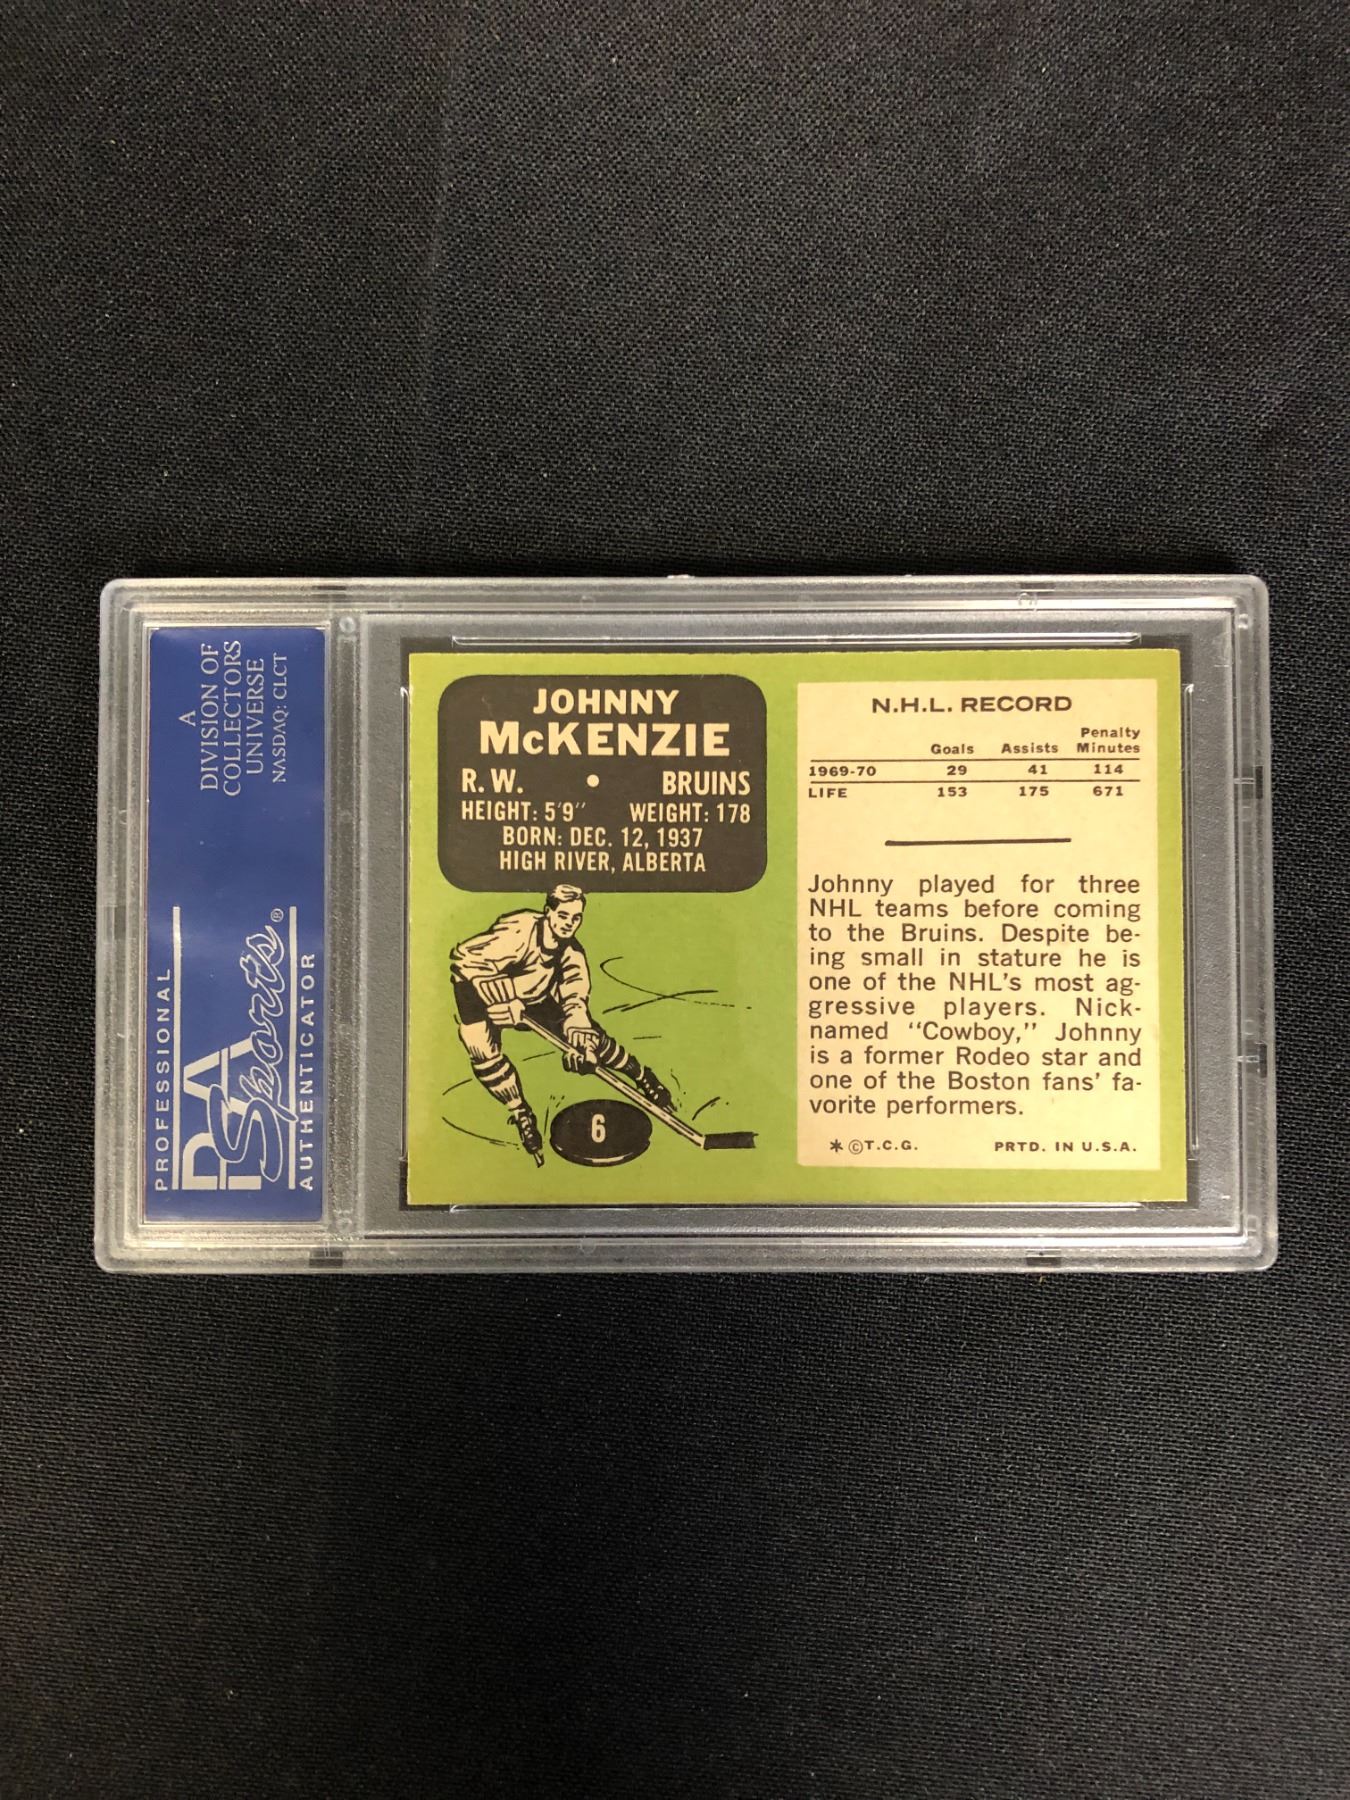 A
DIVISION OF
COLLECTORS
UNIVERSE
NASDAQ: CLCT
PROFESSIONAL
PSA
Sports®
AUTHENTICATOR
JOHNNY
McKENZIE
R.W. • BRUINS
HEIGHT: 5'9" WEIGHT: 178
BORN: DEC. 12, 1937
HIGH RIVER, ALBERTA
6
N.H.L. RECORD
Goals Assists Penalty Minutes
1969-70 29 41 114
LIFE 153 175 671
Johnny played for three
NHL teams before coming
to the Bruins. Despite be-
ing small in stature he is
one of the NHL's most ag-
gressive players. Nick-
named "Cowboy," Johnny
is a former Rodeo star and
one of the Boston fans' fa-
vorite performers.
* © T.C.G. PRTD. IN U.S.A.